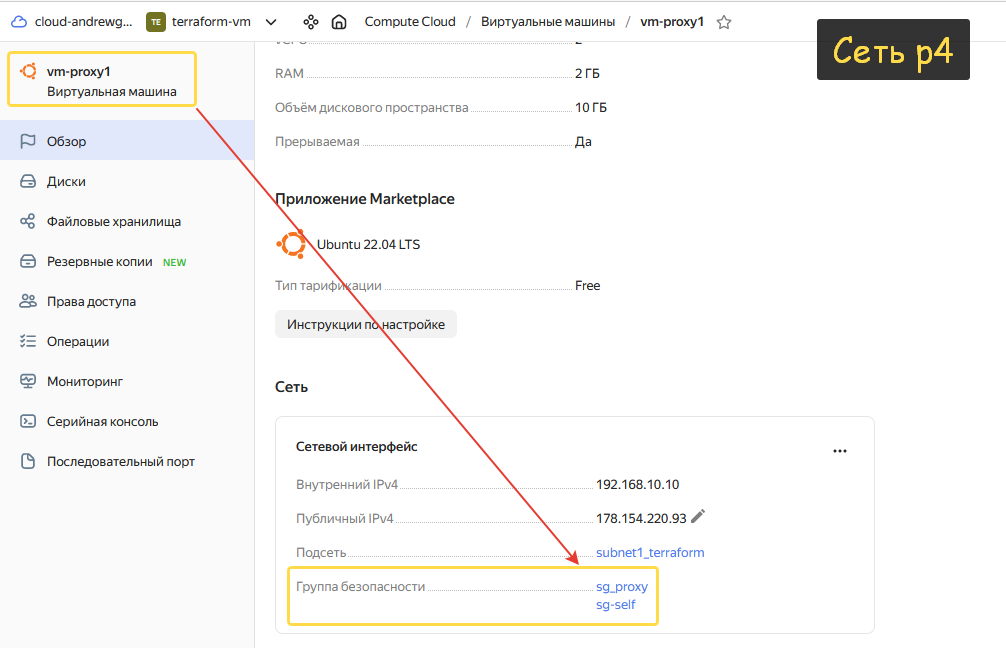 cloud-andrewg... TE terraform-vm Compute Cloud / Виртуальные машины / vm-proxy1
Сеть p4
vm-proxy1
Виртуальная машина
Обзор
Диски
Файловые хранилища
Резервные копии NEW
Права доступа
Операции
Мониторинг
Серийная консоль
Последовательный порт
RAM 2 ГБ
Объём дискового пространства 10 ГБ
Прерываемая Да
Приложение Marketplace
Ubuntu 22.04 LTS
Тип тарификации Free
Инструкции по настройке
Сеть
Сетевой интерфейс
Внутренний IPv4 192.168.10.10
Публичный IPv4 178.154.220.93
Подсеть subnet1_terraform
Группа безопасности sg_proxy
sg-self